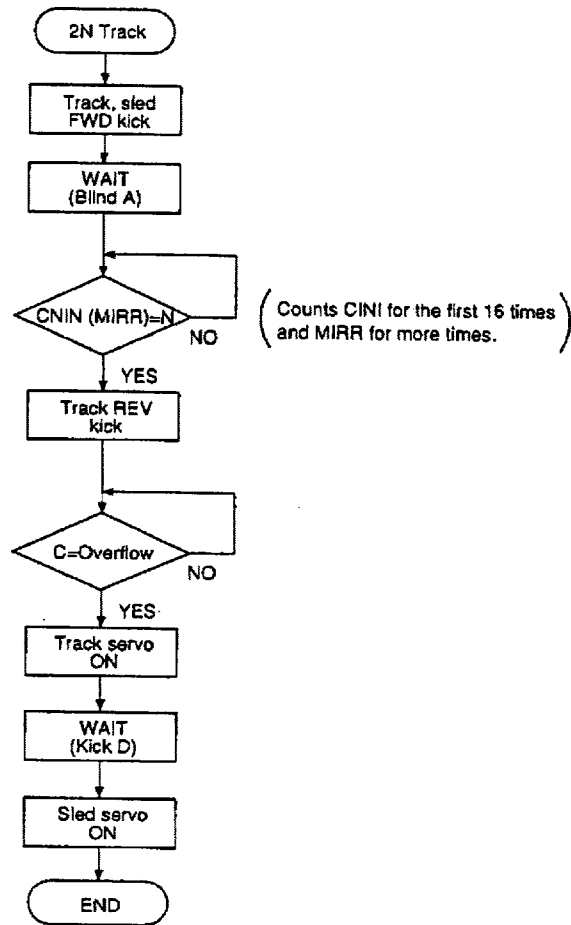 2N Track
Track, sled
FWD kick
WAIT
(Blind A)
CNIN (MIRR)=N
NO
(Counts CINI for the first 16 times
and MIRR for more times.)
YES
Track REV
kick
C=Overflow
NO
YES
Track servo
ON
WAIT
(Kick D)
Sled servo
ON
END